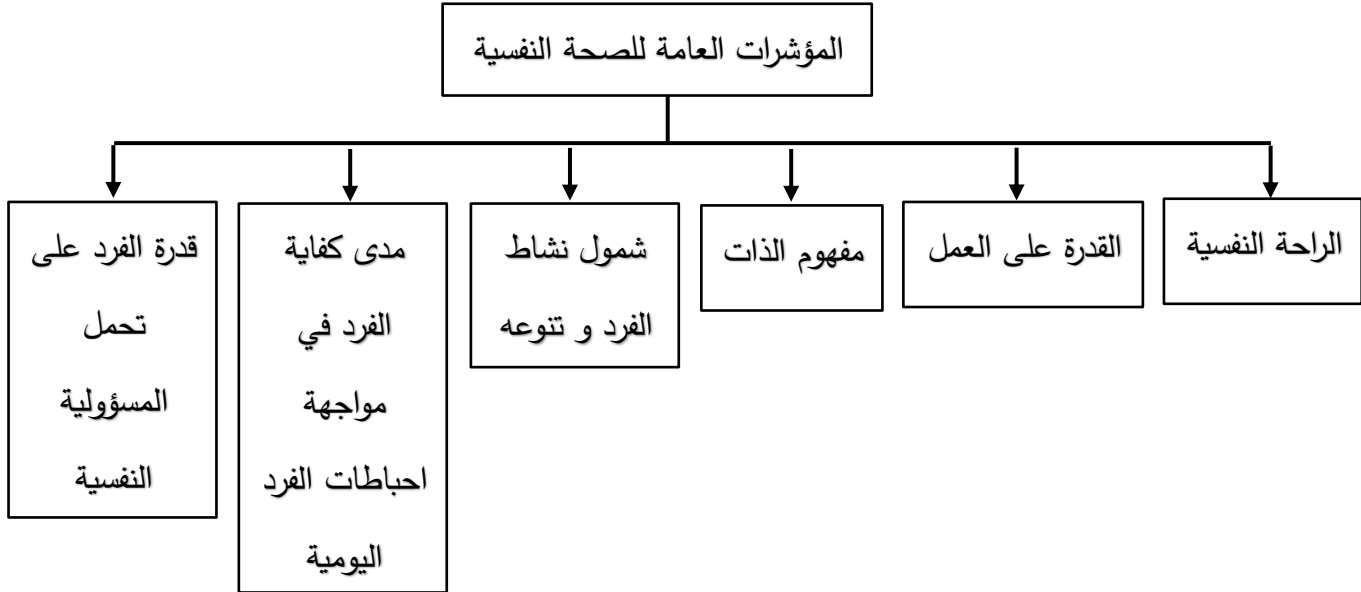 المؤشرات العامة للصحة النفسية
الراحة النفسية
القدرة على العمل
مفهوم الذات
شمول نشاط
الفرد و تنوعه
مدى كفاية
الفرد في
مواجهة
احباطات الفرد
اليومية
قدرة الفرد على
تحمل
المسؤولية
النفسية